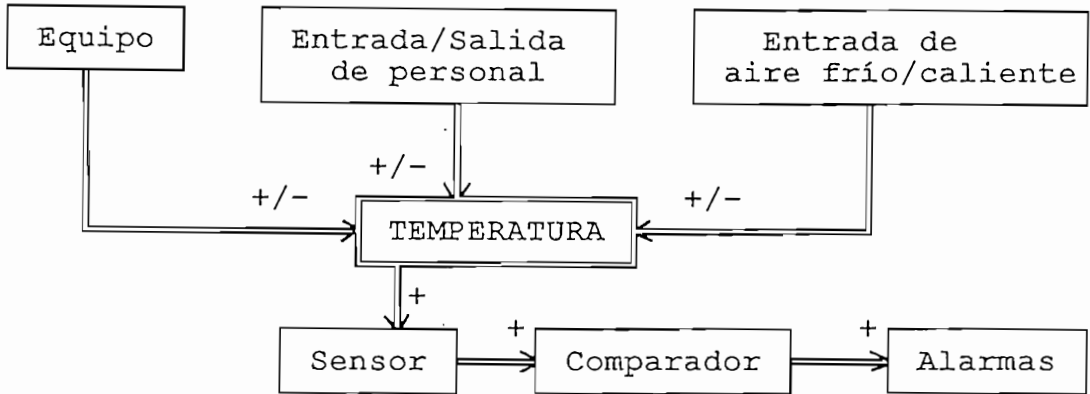 Equipo
Entrada/Salida
de personal
Entrada de
aire frío/caliente
+/-
+/-
+/-
TEMPERATURA
+
+
+
Sensor
Comparador
Alarmas